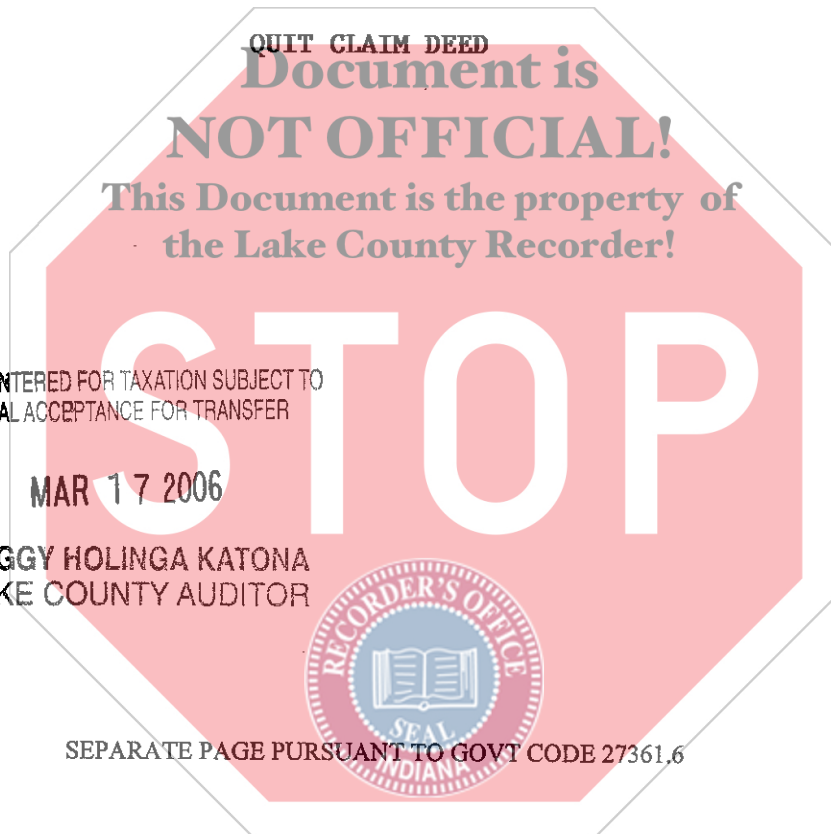 QUIT CLAIM DEED
Document is
NOT OFFICIAL!
This Document is the property of
the Lake County Recorder!
STOP
NTERED FOR TAXATION SUBJECT TO
AL ACCEPTANCE FOR TRANSFER
MAR 17 2006
GGY HOLINGA KATONA
KE COUNTY AUDITOR
RECORDER'S OFFICE
SEAL
INDIANA
SEPARATE PAGE PURSUANT TO GOVT CODE 27361.6